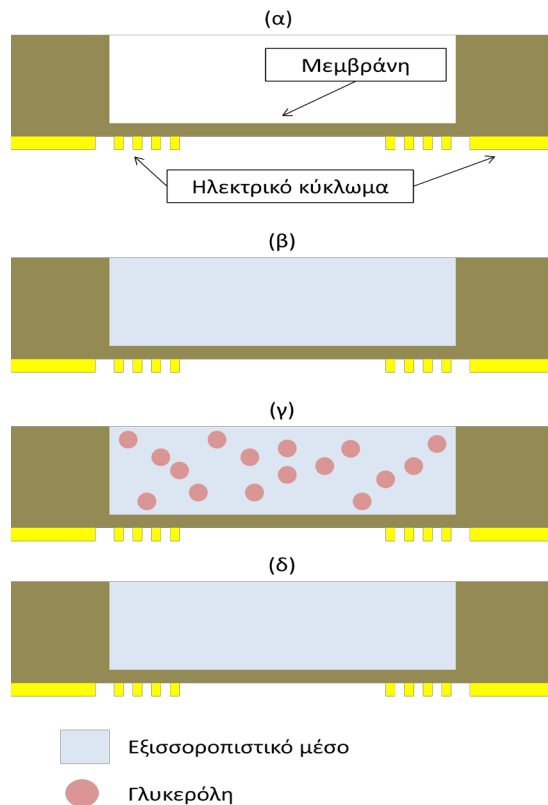 (α)
Μεμβράνη
Ηλεκτρικό κύκλωμα
(β)
(γ)
(δ)
Εξισσοροπιστικό μέσο
Γλυκερόλη